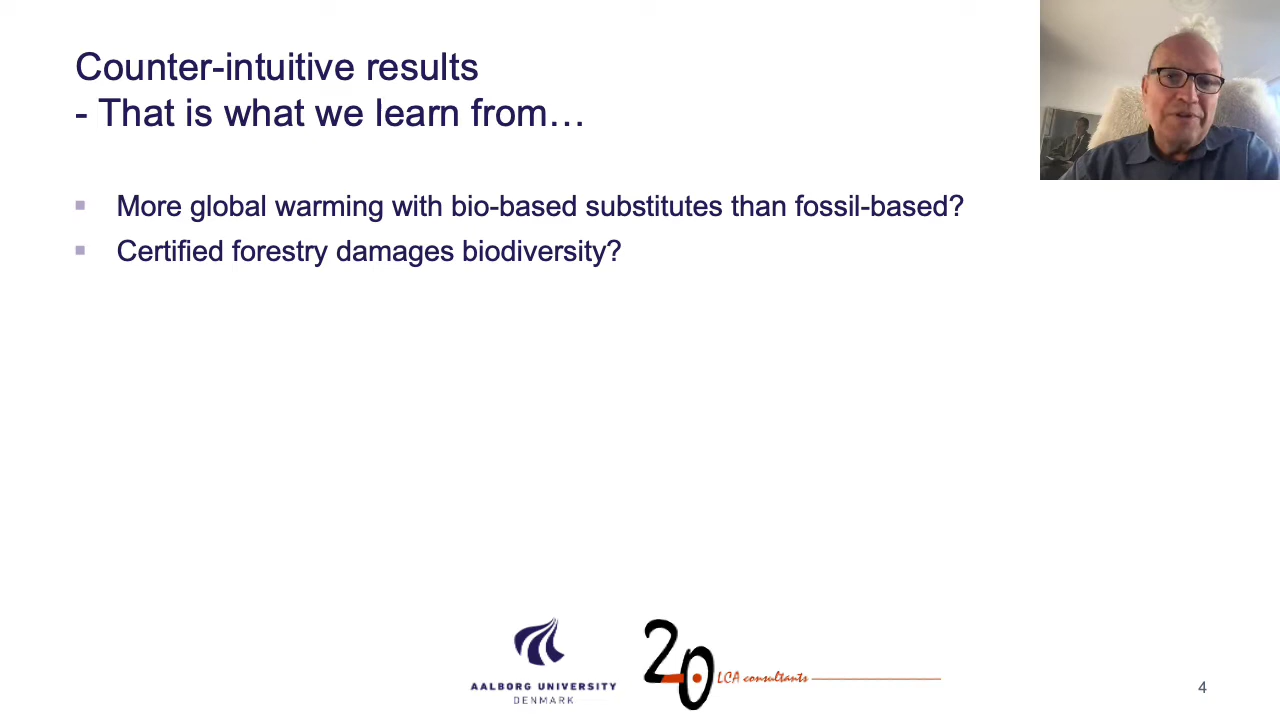 Counter-intuitive results
- That is what we learn from…
▪ More global warming with bio-based substitutes than fossil-based?
▪ Certified forestry damages biodiversity?
AALBORG UNIVERSITY
DENMARK
2.0 LCA consultants
4